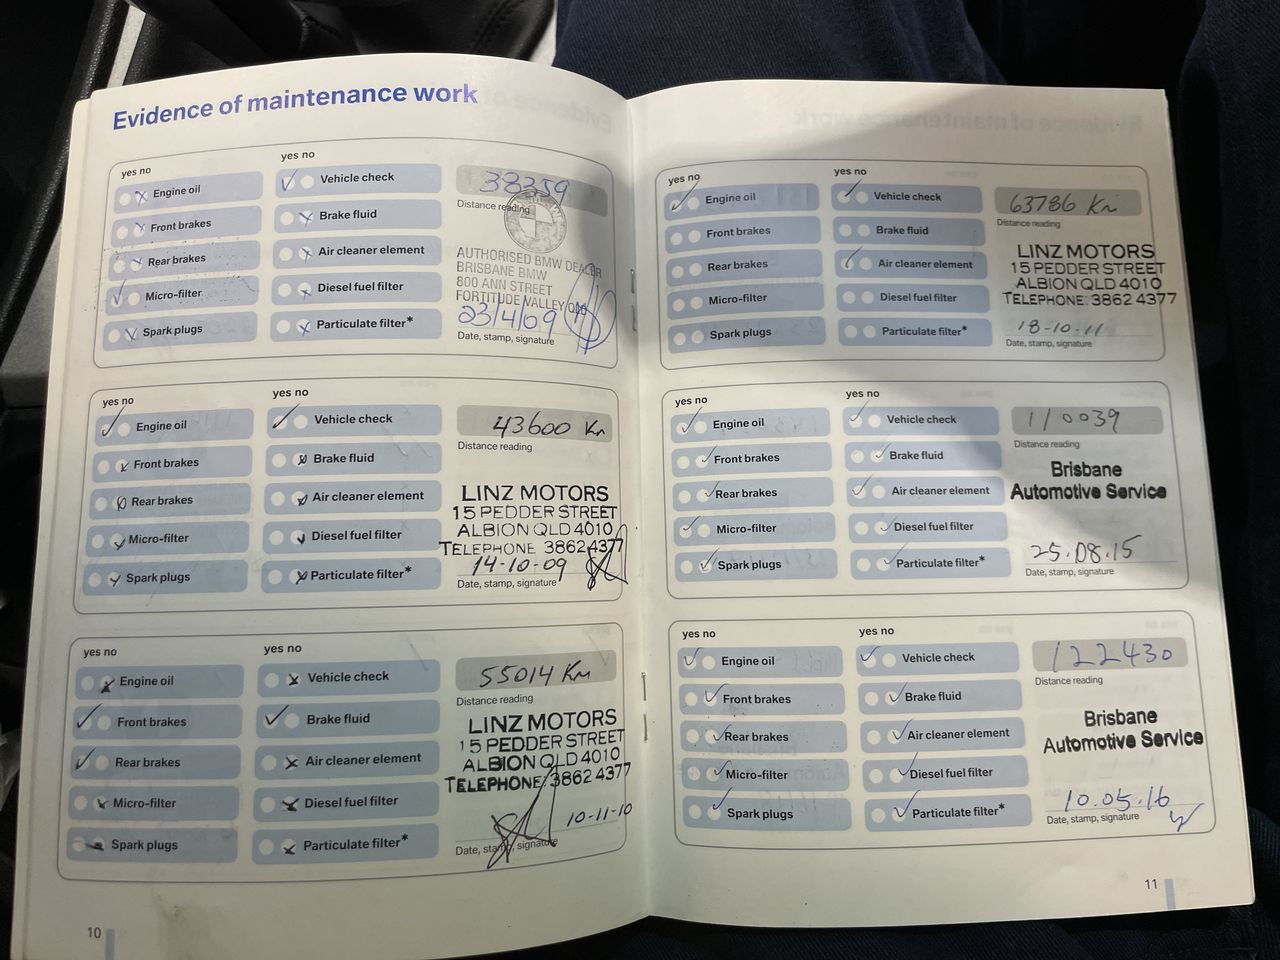 Evidence of maintenance work
yes no
yes no
Engine oil
Vehicle check
Front brakes
Brake fluid
Rear brakes
Air cleaner element
Micro-filter
Diesel fuel filter
Spark plugs
Particulate filter*
38359
Distance reading
AUTHORISED BMW DEALER
BRISBANE BMW
800 ANN STREET
FORTITUDE VALLEY QLD
23/4/09
Date, stamp, signature
yes no
yes no
Engine oil
Vehicle check
Front brakes
Brake fluid
Rear brakes
Air cleaner element
Micro-filter
Diesel fuel filter
Spark plugs
Particulate filter*
43600 Km
Distance reading
LINZ MOTORS
15 PEDDER STREET
ALBION QLD 4010
TELEPHONE 3862 4377
14-10-09
Date, stamp, signature
yes no
yes no
Engine oil
Vehicle check
Front brakes
Brake fluid
Rear brakes
Air cleaner element
Micro-filter
Diesel fuel filter
Spark plugs
Particulate filter*
55014 Km
Distance reading
LINZ MOTORS
15 PEDDER STREET
ALBION QLD 4010
TELEPHONE: 3862 4377
10-11-10
Date, stamp, signature
10
yes no
yes no
Engine oil
Vehicle check
Front brakes
Brake fluid
Rear brakes
Air cleaner element
Micro-filter
Diesel fuel filter
Spark plugs
Particulate filter*
63786 Km
Distance reading
LINZ MOTORS
15 PEDDER STREET
ALBION QLD 4010
TELEPHONE: 3862 4377
18-10-11
Date, stamp, signature
yes no
yes no
Engine oil
Vehicle check
Front brakes
Brake fluid
Rear brakes
Air cleaner element
Micro-filter
Diesel fuel filter
Spark plugs
Particulate filter*
110039
Distance reading
Brisbane
Automotive Service
25.08.15
Date, stamp, signature
yes no
yes no
Engine oil
Vehicle check
Front brakes
Brake fluid
Rear brakes
Air cleaner element
Micro-filter
Diesel fuel filter
Spark plugs
Particulate filter*
122430
Distance reading
Brisbane
Automotive Service
10.05.16
Date, stamp, signature
11